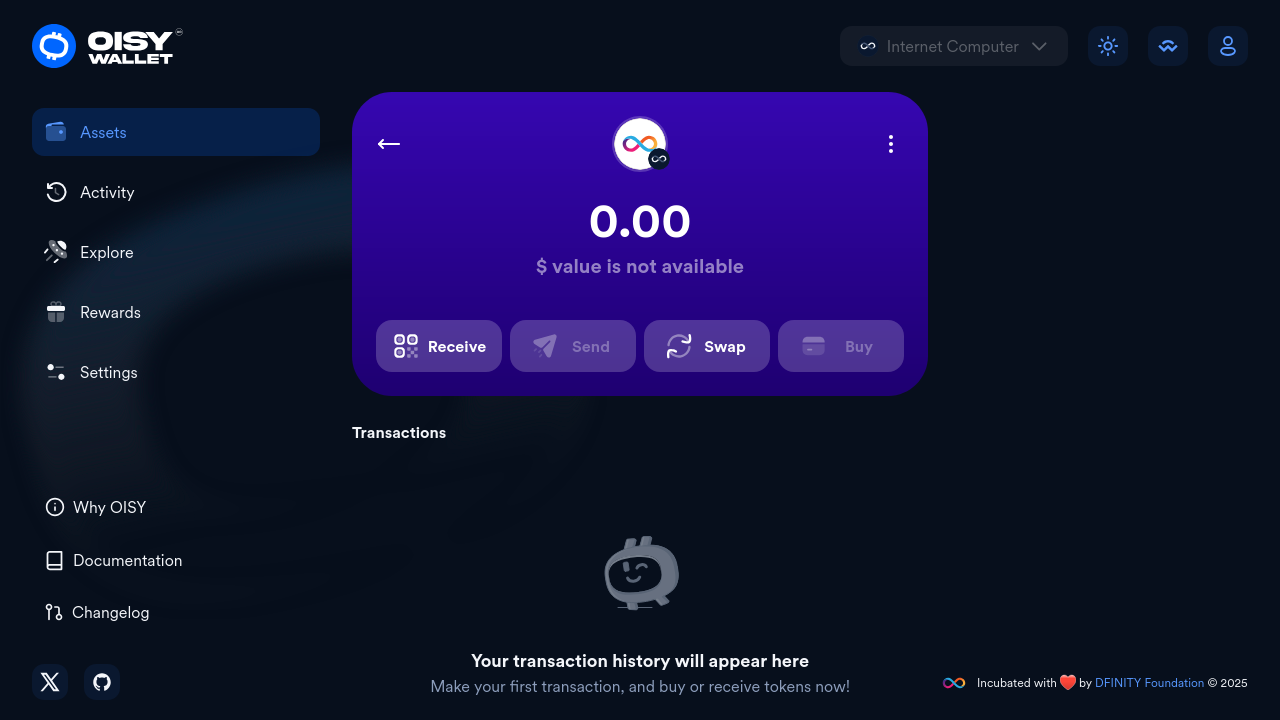 OISY
WALLET
Internet Computer
Assets
Activity
Explore
Rewards
Settings
0.00
$ value is not available
Receive
Send
Swap
Buy
Transactions
Why OISY
Documentation
Changelog
Your transaction history will appear here
Make your first transaction, and buy or receive tokens now!
Incubated with ❤️ by DFINITY Foundation © 2025